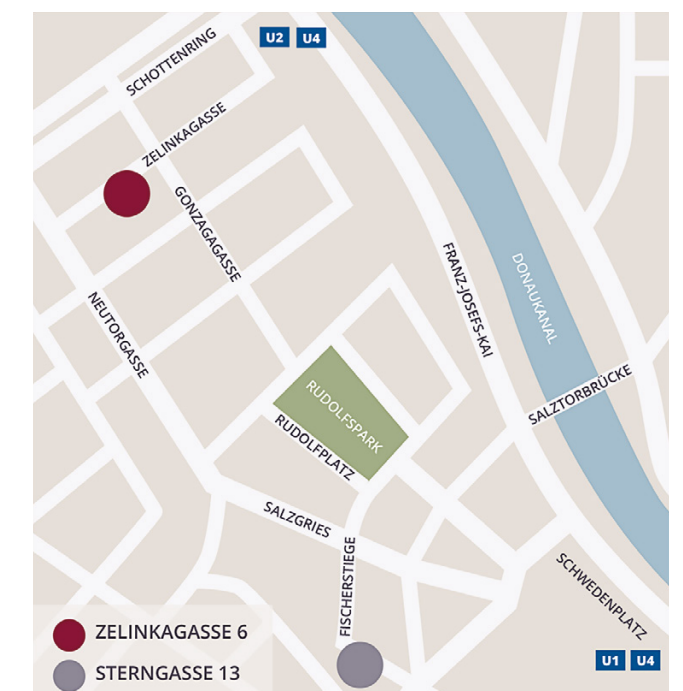 U2 U4
SCHOTTENRING
ZELINKAGASSE
GONZAGAGASSE
NEUTORGASSE
FRANZ-JOSEFS-KAI
DONAUKANAL
SALZTORBRÜCKE
RUDOLFSPARK
RUDOLFPLATZ
SALZGRIES
FISCHERSTIEGE
SCHWEDENPLATZ
U1 U4
ZELINKAGASSE 6
STERNGASSE 13